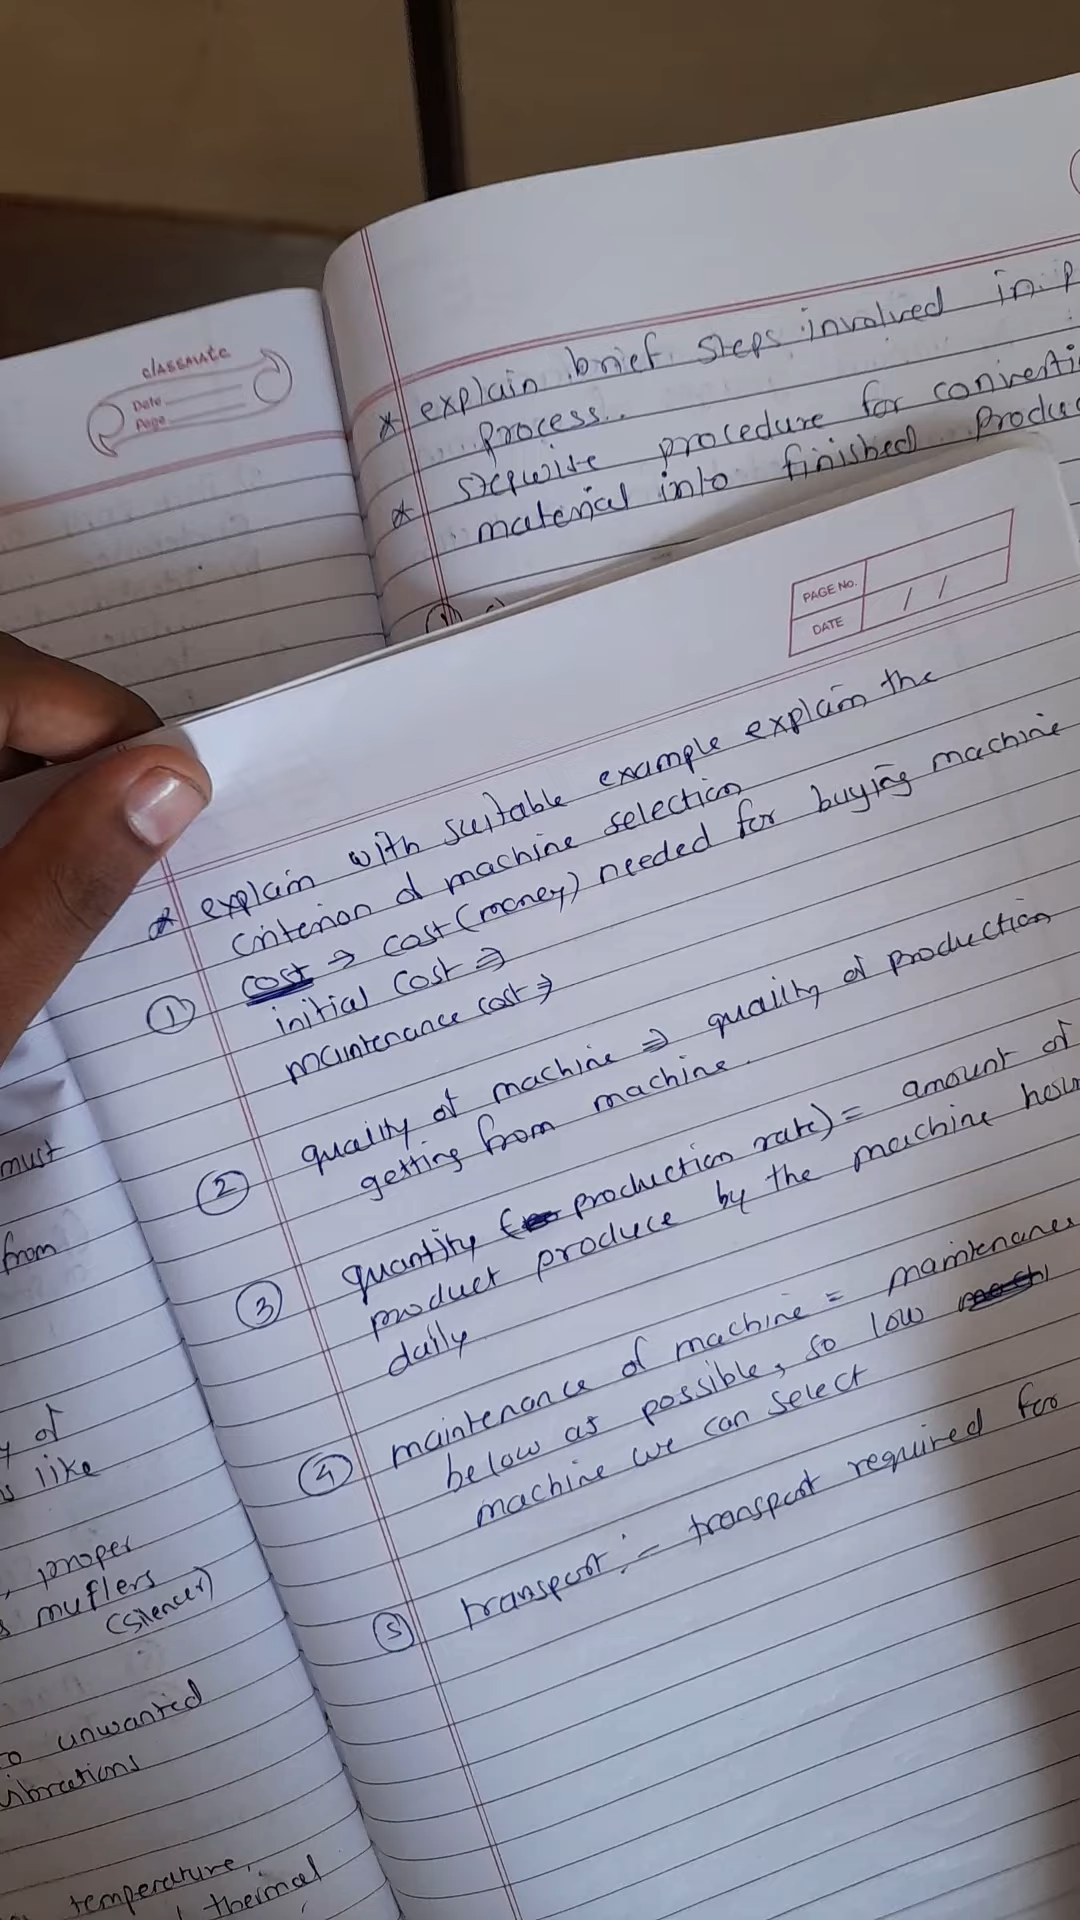 classmate
Date
Page
* explain brief steps involved in P
process..
* stepwise procedure for converti
material into finished Produc
PAGE No.
DATE / /
* explain with suitable example explain the
criterion of machine selection
① cost → cost (money) needed for buying machine
initial cost ⇒
maintenance cost ⇒
② quality of machine ⇒ quality of production
getting from machine.
③ quantity (production rate) = amount of
product produce by the machine hour
daily
④ maintenance of machine = maintenance
below as possible, so low
machine we can select
⑤ transport :- transport required for
must
from
y of
s like
, proper
s muflers
(silencer)
to unwanted
vibrations
temperature,
thermal